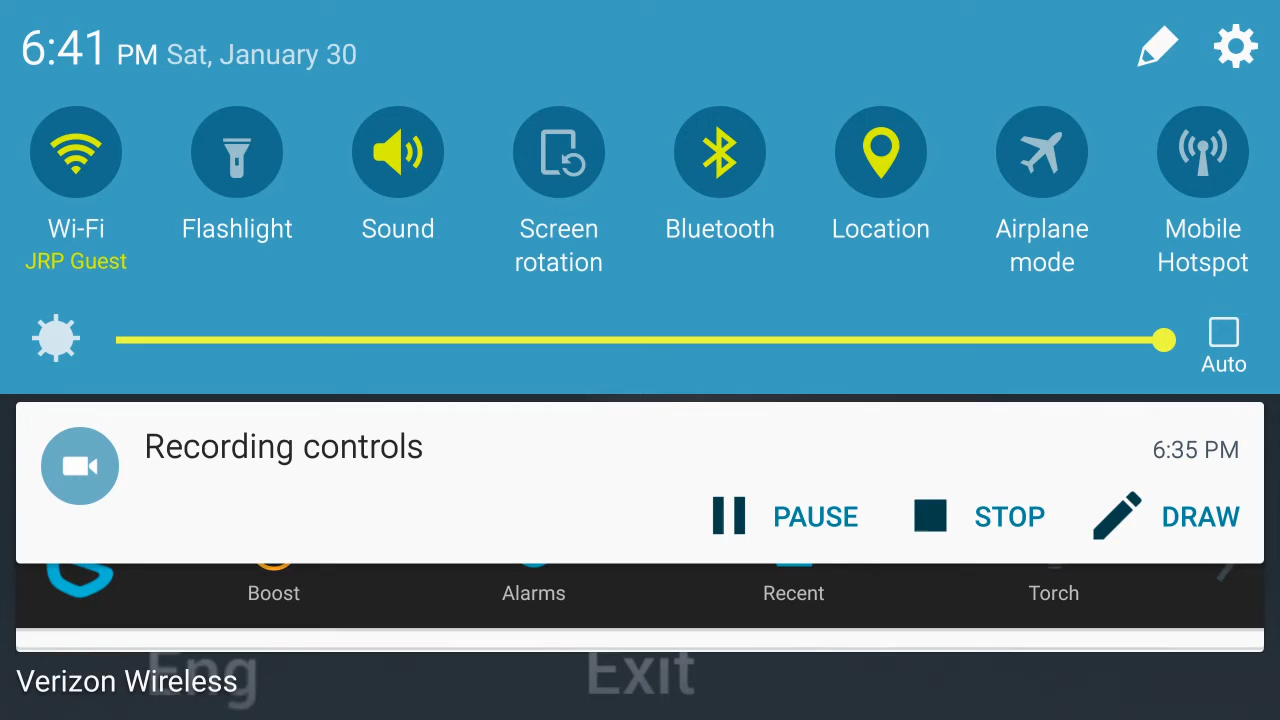 6:41 PM Sat, January 30
Wi-Fi
JRP Guest
Flashlight
Sound
Screen
rotation
Bluetooth
Location
Airplane
mode
Mobile
Hotspot
Auto
Recording controls
6:35 PM
PAUSE STOP DRAW
Boost Alarms Recent Torch
Eng Exit
Verizon Wireless